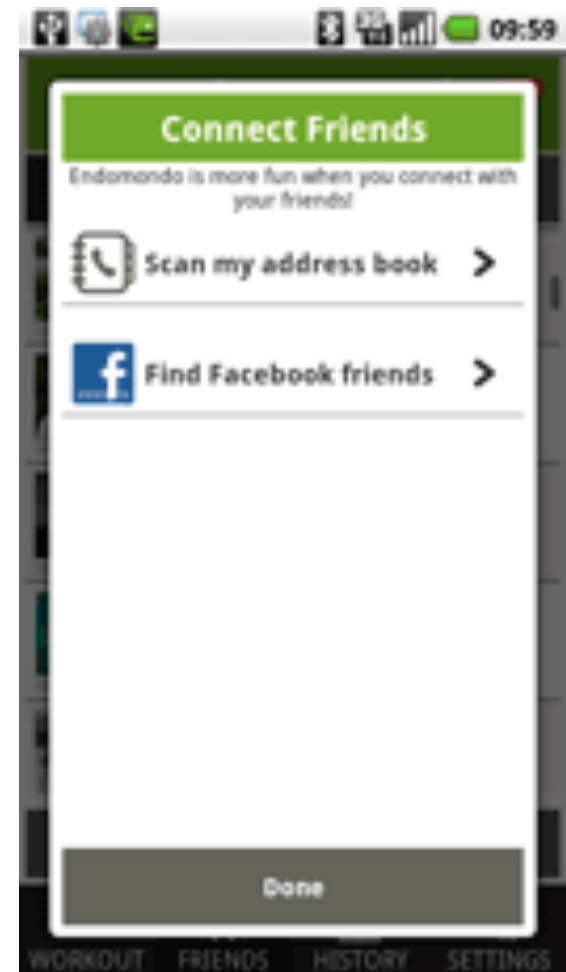 09:59
Connect Friends
Endomondo is more fun when you connect with
your friends!
Scan my address book
Find Facebook friends
Done
WORKOUT FRIENDS HISTORY SETTINGS